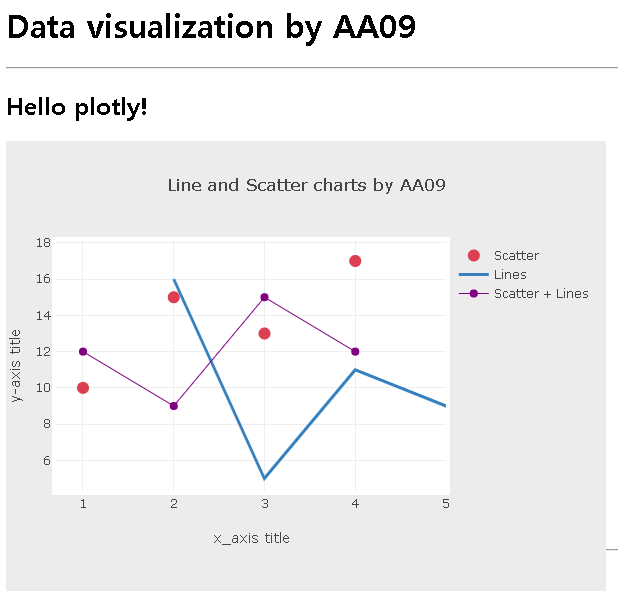 Data visualization by AA09
Hello plotly!
Line and Scatter charts by AA09
18
16
14
12
10
8
6
y-axis title
1 2 3 4 5
x_axis title
Scatter
Lines
Scatter + Lines